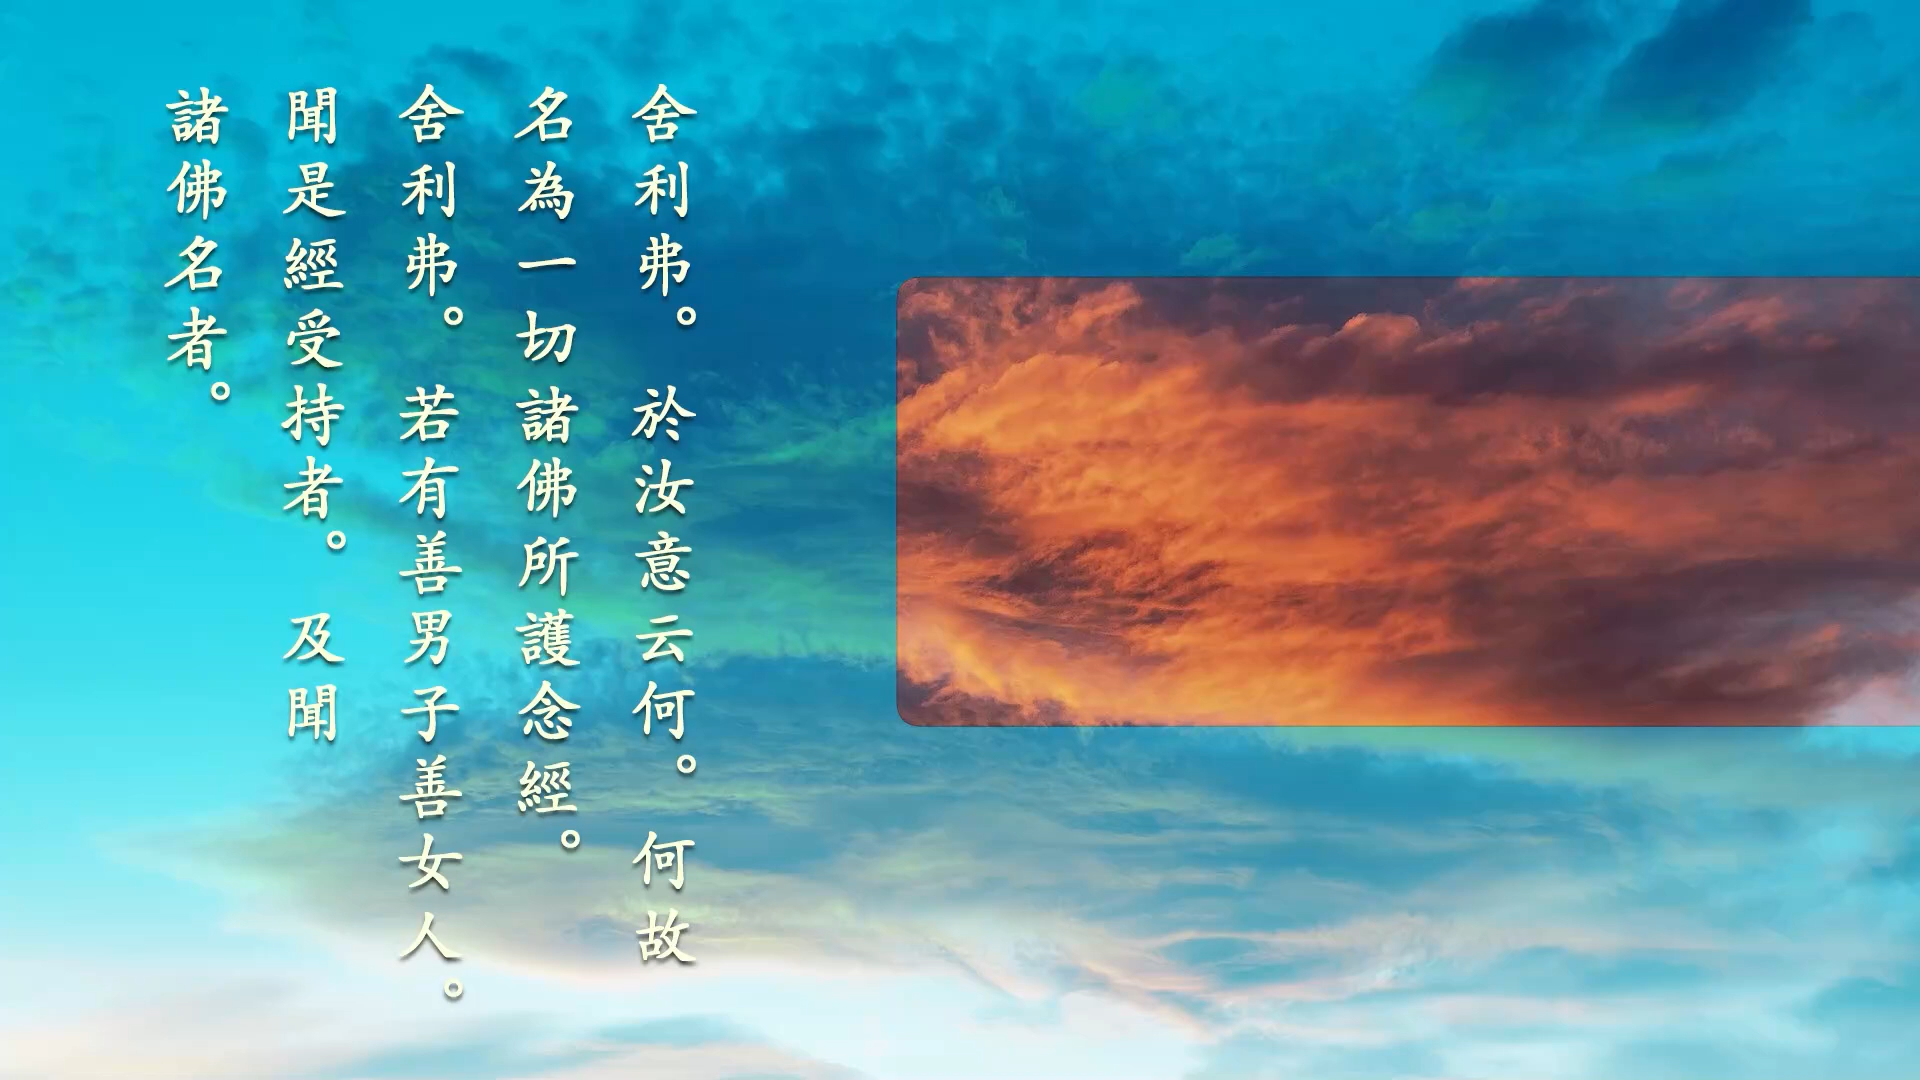 舍利弗。於汝意云何。何故
名為一切諸佛所護念經。
舍利弗。若有善男子善女人。
聞是經受持者。及聞
諸佛名者。